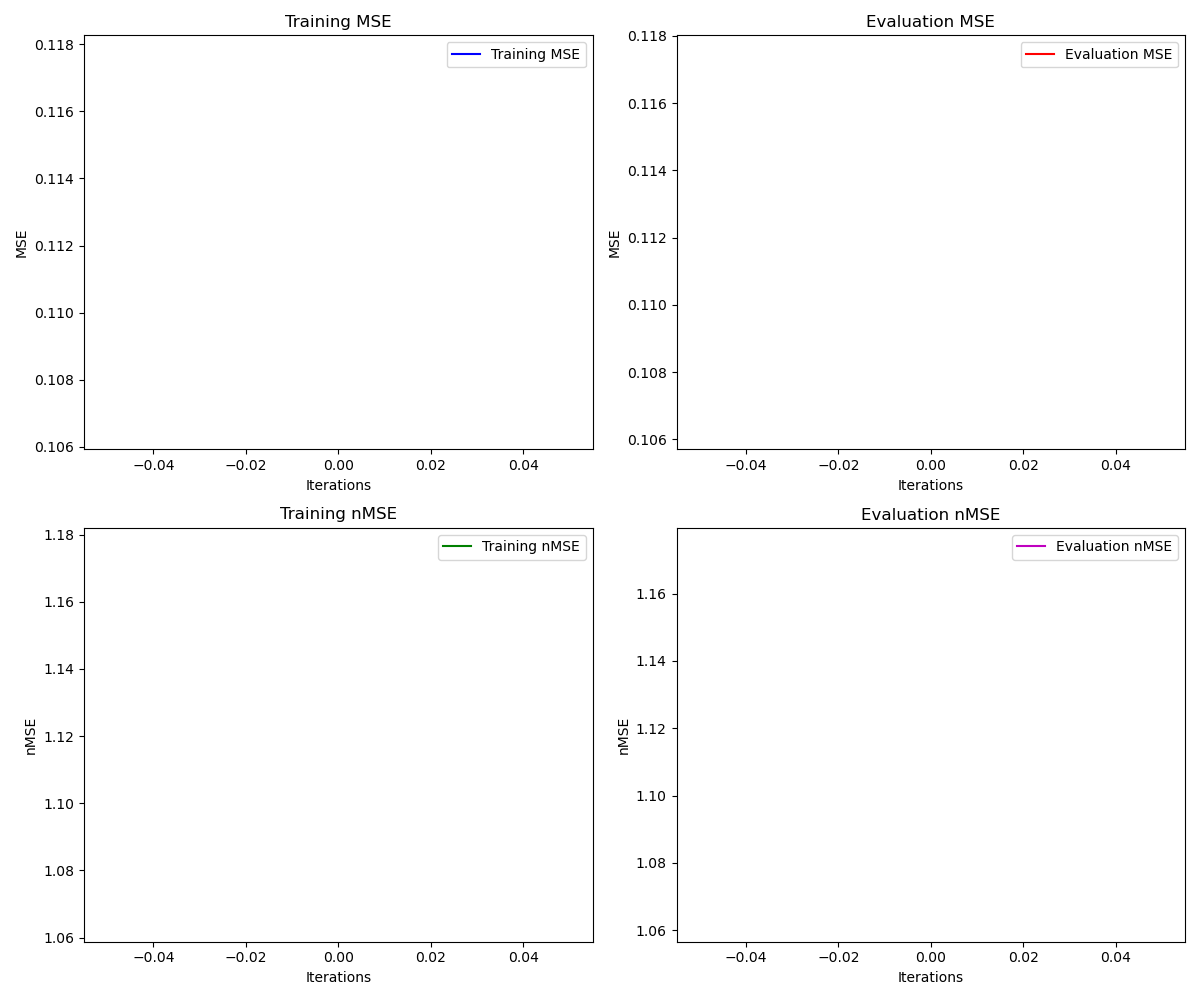 Training MSE
Training MSE
0.118
0.116
0.114
0.112
0.110
0.108
0.106
MSE
−0.04 −0.02 0.00 0.02 0.04
Iterations
Evaluation MSE
Evaluation MSE
0.118
0.116
0.114
0.112
0.110
0.108
0.106
MSE
−0.04 −0.02 0.00 0.02 0.04
Iterations
Training nMSE
Training nMSE
1.18
1.16
1.14
1.12
1.10
1.08
1.06
nMSE
−0.04 −0.02 0.00 0.02 0.04
Iterations
Evaluation nMSE
Evaluation nMSE
1.16
1.14
1.12
1.10
1.08
1.06
nMSE
−0.04 −0.02 0.00 0.02 0.04
Iterations